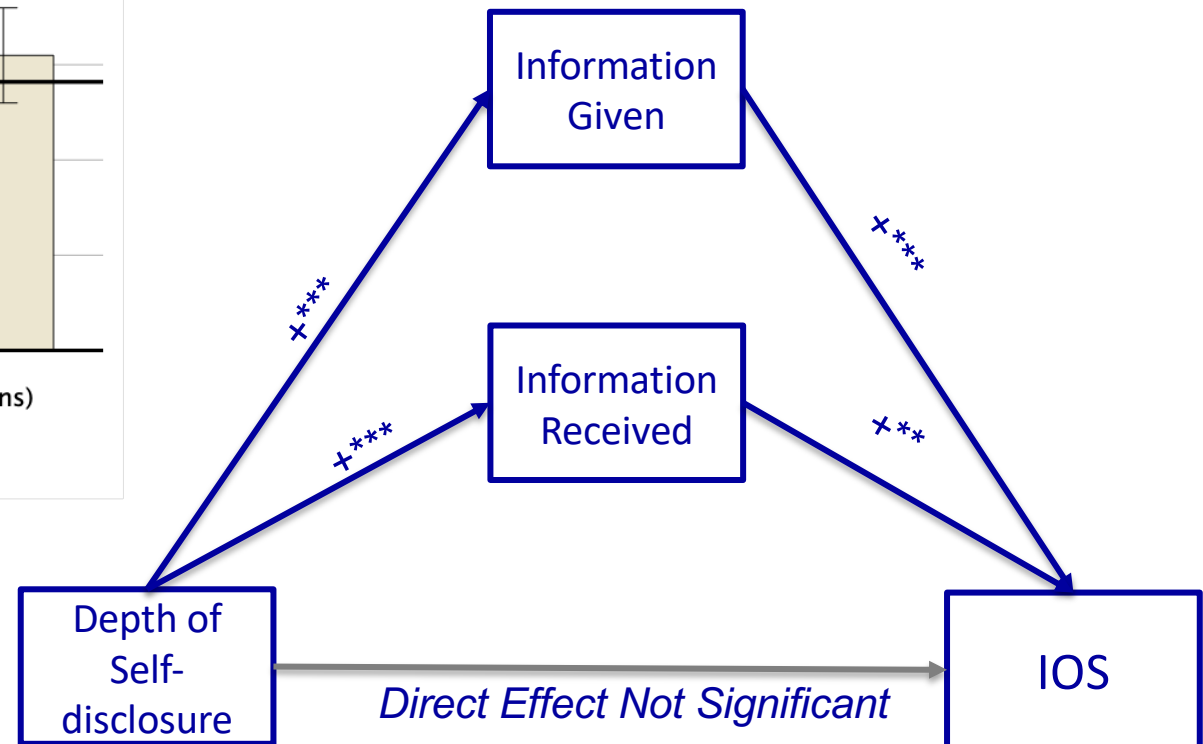 Information
Given
+***
+***
Information
Received
+***
+**
ns)
Depth of
Self-
disclosure
Direct Effect Not Significant
IOS